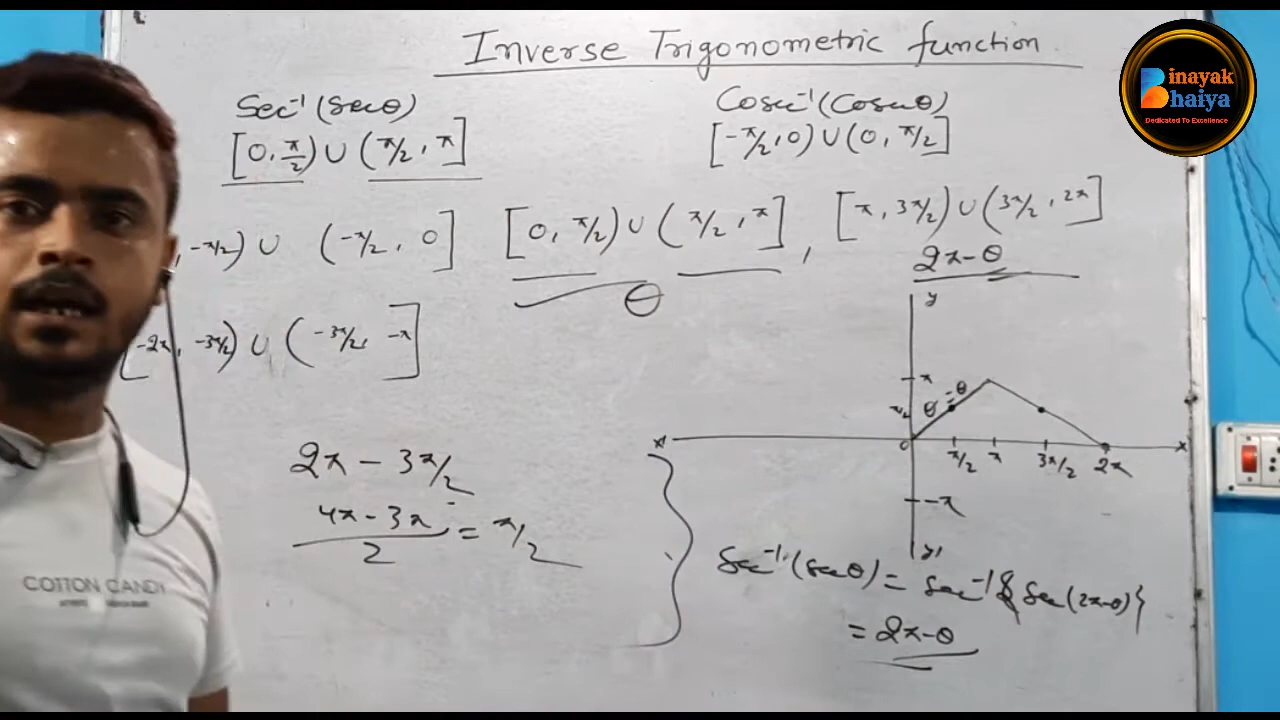 Inverse Trigonometric function
Binayak
Bhaiya
Dedicated To Excellence
Sec⁻¹(Secθ)
[0, π/2) ∪ (π/2, π]
Cosec⁻¹(Cosecθ)
[-π/2, 0) ∪ (0, π/2]
, -π/2) ∪ (-π/2, 0]
[0, π/2) ∪ (π/2, π] ,
θ
[π, 3π/2) ∪ (3π/2, 2π]
2π-θ
[-2π, -3π/2) ∪ (-3π/2, -π]
2π - 3π/2
4π - 3π / 2 = π/2
y
π
π/2
θ = θ
x' 0 π/2 π 3π/2 2π x
-π
y'
Sec⁻¹(Secθ) = Sec⁻¹{Sec(2π-θ)}
= 2π-θ
COTTON CANDY